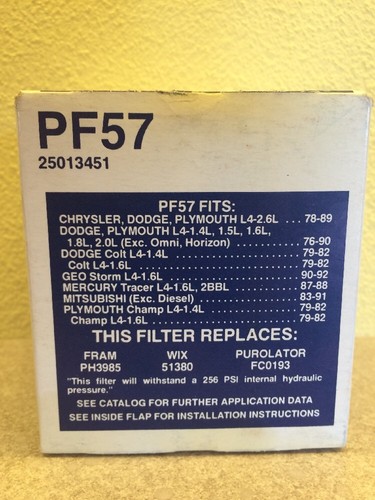 PF57
25013451
PF57 FITS:
CHRYSLER, DODGE, PLYMOUTH L4-2.6L ... 78-89
DODGE, PLYMOUTH L4-1.4L, 1.5L, 1.6L,
1.8L, 2.0L (Exc. Omni, Horizon) ............ 76-90
DODGE Colt L4-1.4L ....................... 79-82
Colt L4-1.6L ............................ 79-82
GEO Storm L4-1.6L ........................ 90-92
MERCURY Tracer L4-1.6L, 2BBL ............ 87-88
MITSUBISHI (Exc. Diesel) .................. 83-91
PLYMOUTH Champ L4-1.4L ................. 79-82
Champ L4-1.6L .......................... 79-82
THIS FILTER REPLACES:
FRAM WIX PUROLATOR
PH3985 51380 FC0193
"This filter will withstand a 256 PSI internal hydraulic
pressure."
SEE CATALOG FOR FURTHER APPLICATION DATA
SEE INSIDE FLAP FOR INSTALLATION INSTRUCTIONS